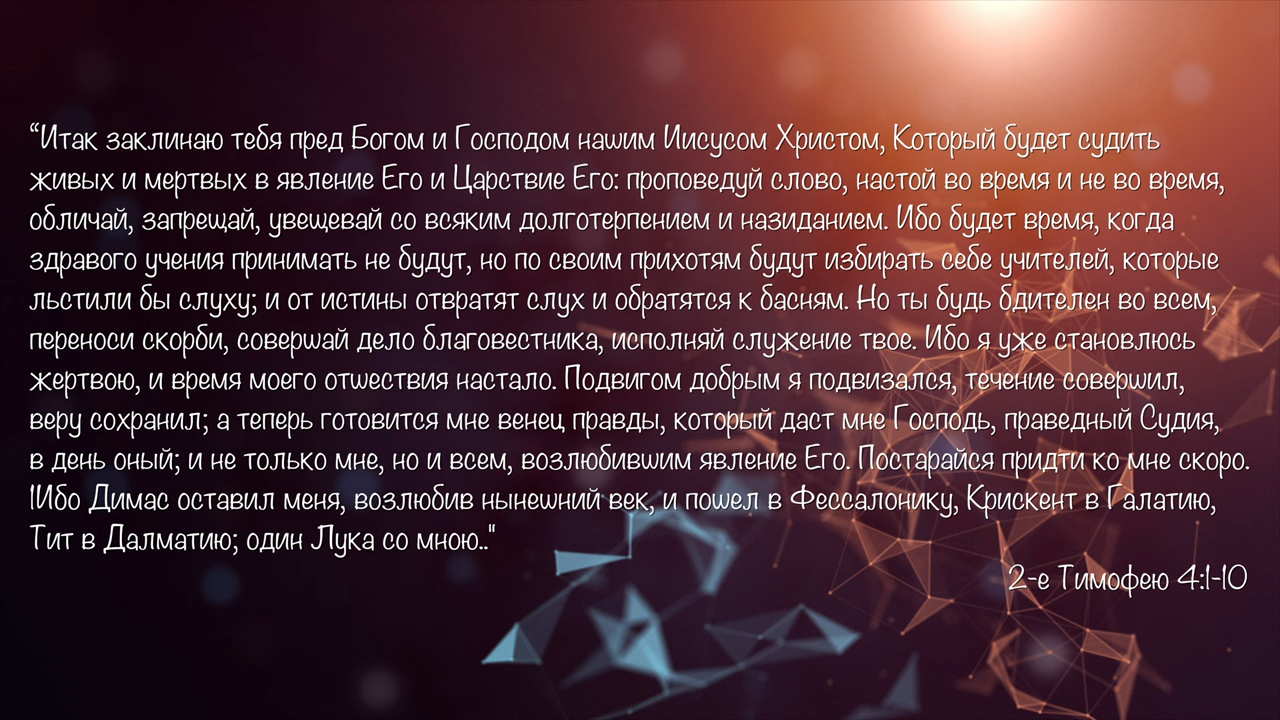 “Итак заклинаю тебя пред Богом и Господом нашим Иисусом Христом, Который будет судить
живых и мертвых в явление Его и Царствие Его: проповедуй слово, настой во время и не во время,
обличай, запрещай, увещевай со всяким долготерпением и назиданием. Ибо будет время, когда
здравого учения принимать не будут, но по своим прихотям будут избирать себе учителей, которые
льстили бы слуху; и от истины отвратят слух и обратятся к басням. Но ты будь бдителен во всем,
переноси скорби, совершай дело благовестника, исполняй служение твое. Ибо я уже становлюсь
жертвою, и время моего отшествия настало. Подвигом добрым я подвизался, течение совершил,
веру сохранил; а теперь готовится мне венец правды, который даст мне Господь, праведный Судия,
в день оный; и не только мне, но и всем, возлюбившим явление Его. Постарайся придти ко мне скоро.
1Ибо Димас оставил меня, возлюбив нынешний век, и пошел в Фессалонику, Крискент в Галатию,
Тит в Далматию; один Лука со мною.."
2-е Тимофею 4:1-10